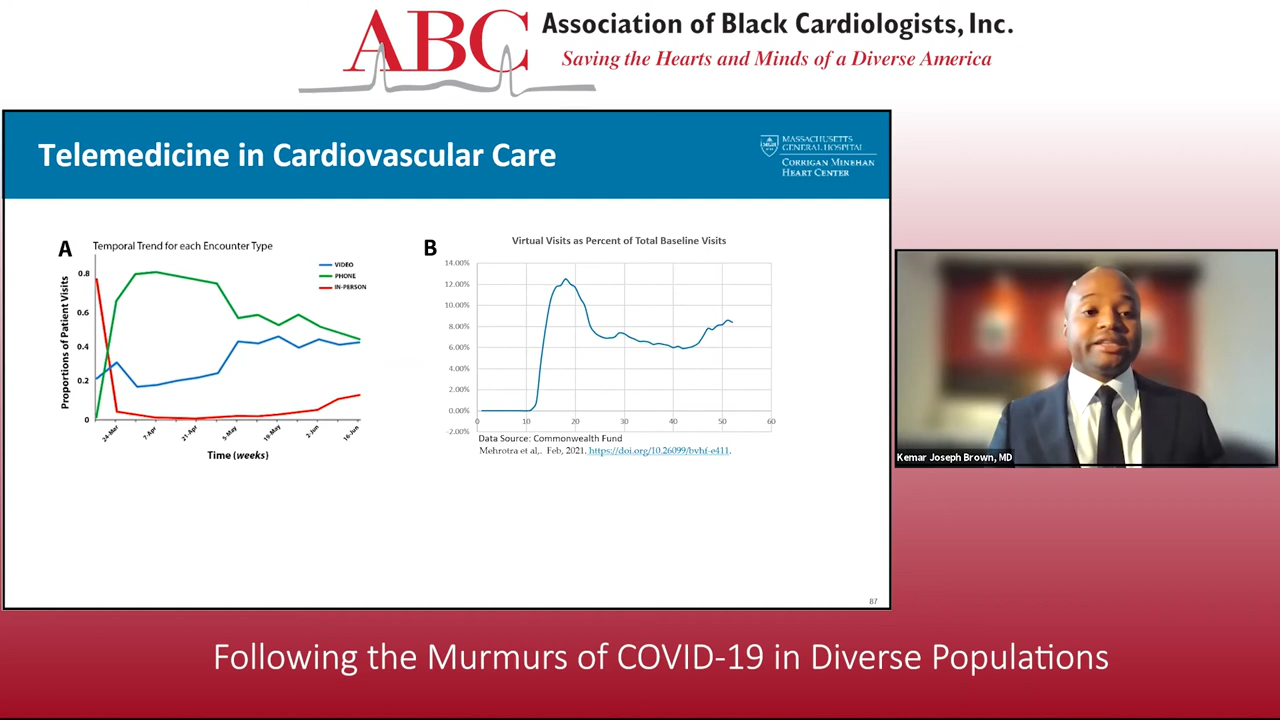 ABC
Association of Black Cardiologists, Inc.
Saving the Hearts and Minds of a Diverse America
Telemedicine in Cardiovascular Care
MASSACHUSETTS
GENERAL HOSPITAL
CORRIGAN MINEHAN
HEART CENTER
A
Temporal Trend for each Encounter Type
VIDEO
PHONE
IN-PERSON
Proportions of Patient Visits
0.8
0.6
0.4
0.2
0
24-Mar
7-Apr
21-Apr
5-May
19-May
2-Jun
16-Jun
Time (weeks)
B
Virtual Visits as Percent of Total Baseline Visits
14.00%
12.00%
10.00%
8.00%
6.00%
4.00%
2.00%
0.00%
-2.00%
0 10 20 30 40 50 60
Data Source: Commonwealth Fund
Mehrotra et al,. Feb, 2021. https://doi.org/10.26099/bvhf-e411.
87
Kemar Joseph Brown, MD
Following the Murmurs of COVID-19 in Diverse Populations